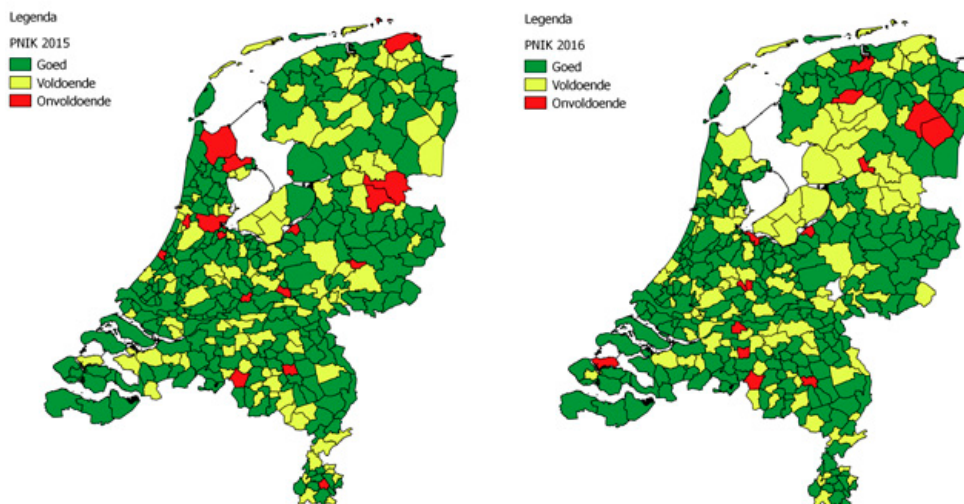 Legenda
PNIK 2015
Goed
Voldoende
Onvoldoende
Legenda
PNIK 2016
Goed
Voldoende
Onvoldoende